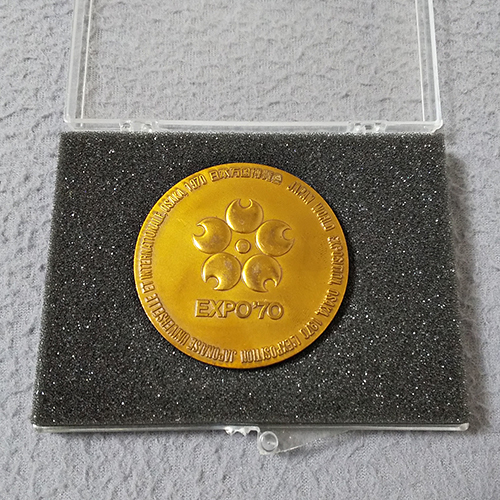 EXPO'70
日本万国博覧会 JAPAN WORLD EXPOSITION OSAKA 1970 L'EXPOSITION JAPONAISE UNIVERSELLE ET INTERNATIONALE OSAKA, 1970